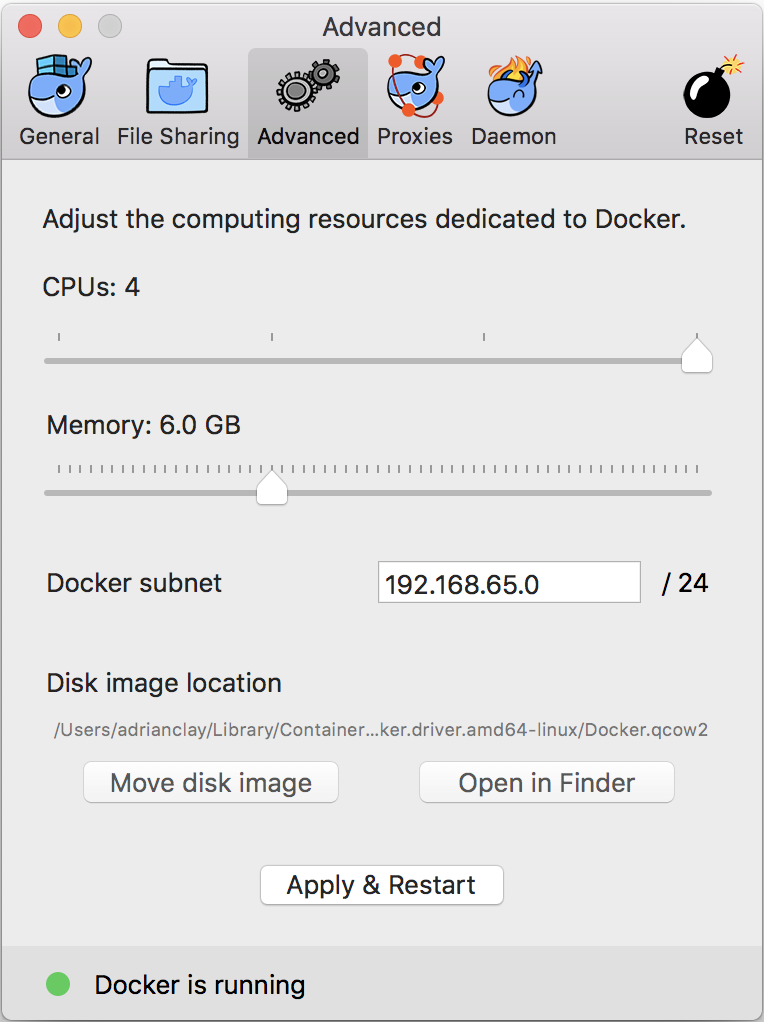 Advanced
General File Sharing Advanced Proxies Daemon Reset
Adjust the computing resources dedicated to Docker.
CPUs: 4
Memory: 6.0 GB
Docker subnet 192.168.65.0 / 24
Disk image location
/Users/adrianclay/Library/Container...ker.driver.amd64-linux/Docker.qcow2
Move disk image Open in Finder
Apply & Restart
Docker is running